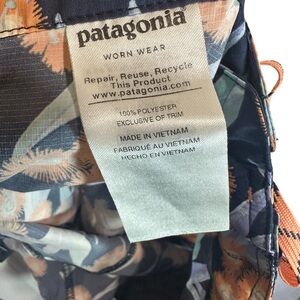 patagonia
WORN WEAR
Repair, Reuse, Recycle
This Product
www.patagonia.com
100% POLYESTER
EXCLUSIVE OF TRIM
MADE IN VIETNAM
FABRIQUÉ AU VIETNAM
HECHO EN VIETNAM